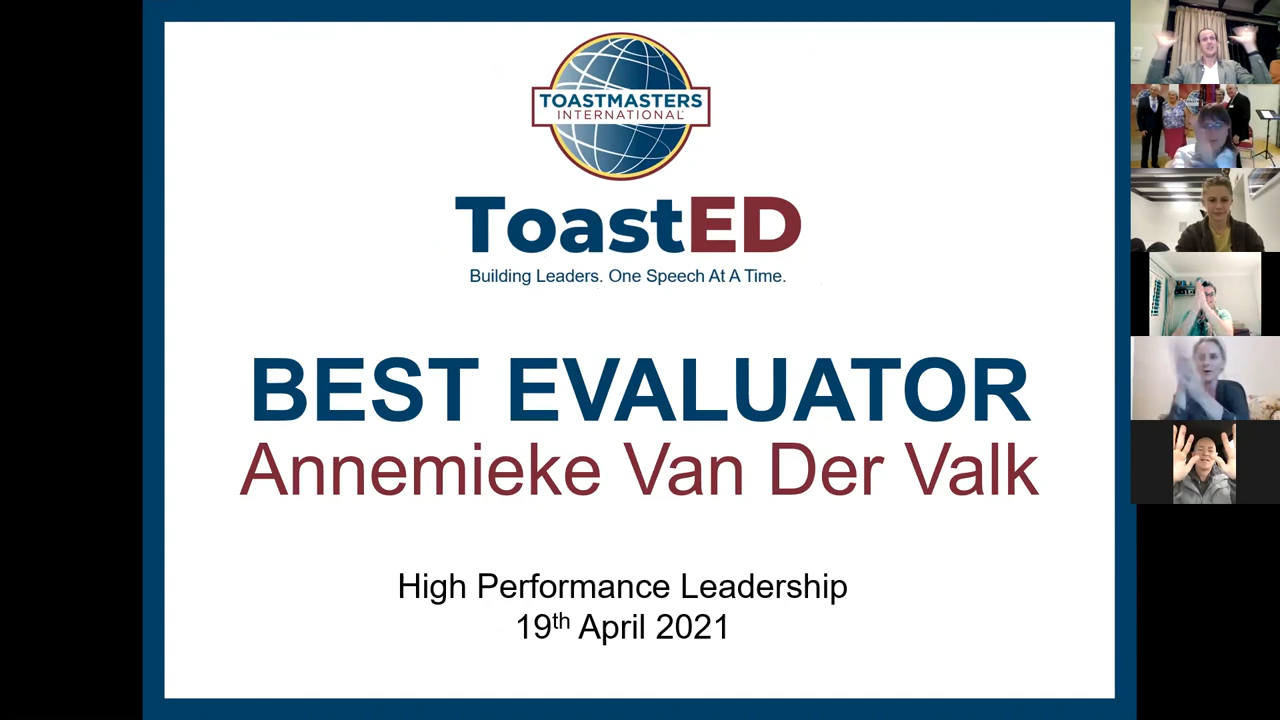 TOASTMASTERS
INTERNATIONAL
ToastED
Building Leaders. One Speech At A Time.
BEST EVALUATOR
Annemieke Van Der Valk
High Performance Leadership
19th April 2021